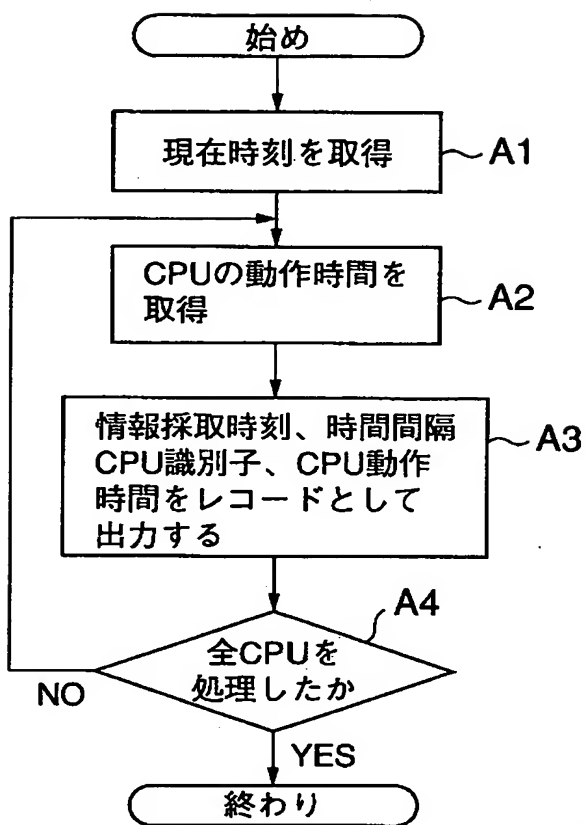 始め
現在時刻を取得
A1
CPUの動作時間を
取得
A2
情報採取時刻、時間間隔
CPU識別子、CPU動作
時間をレコードとして
出力する
A3
A4
全CPUを
処理したか
NO
YES
終わり